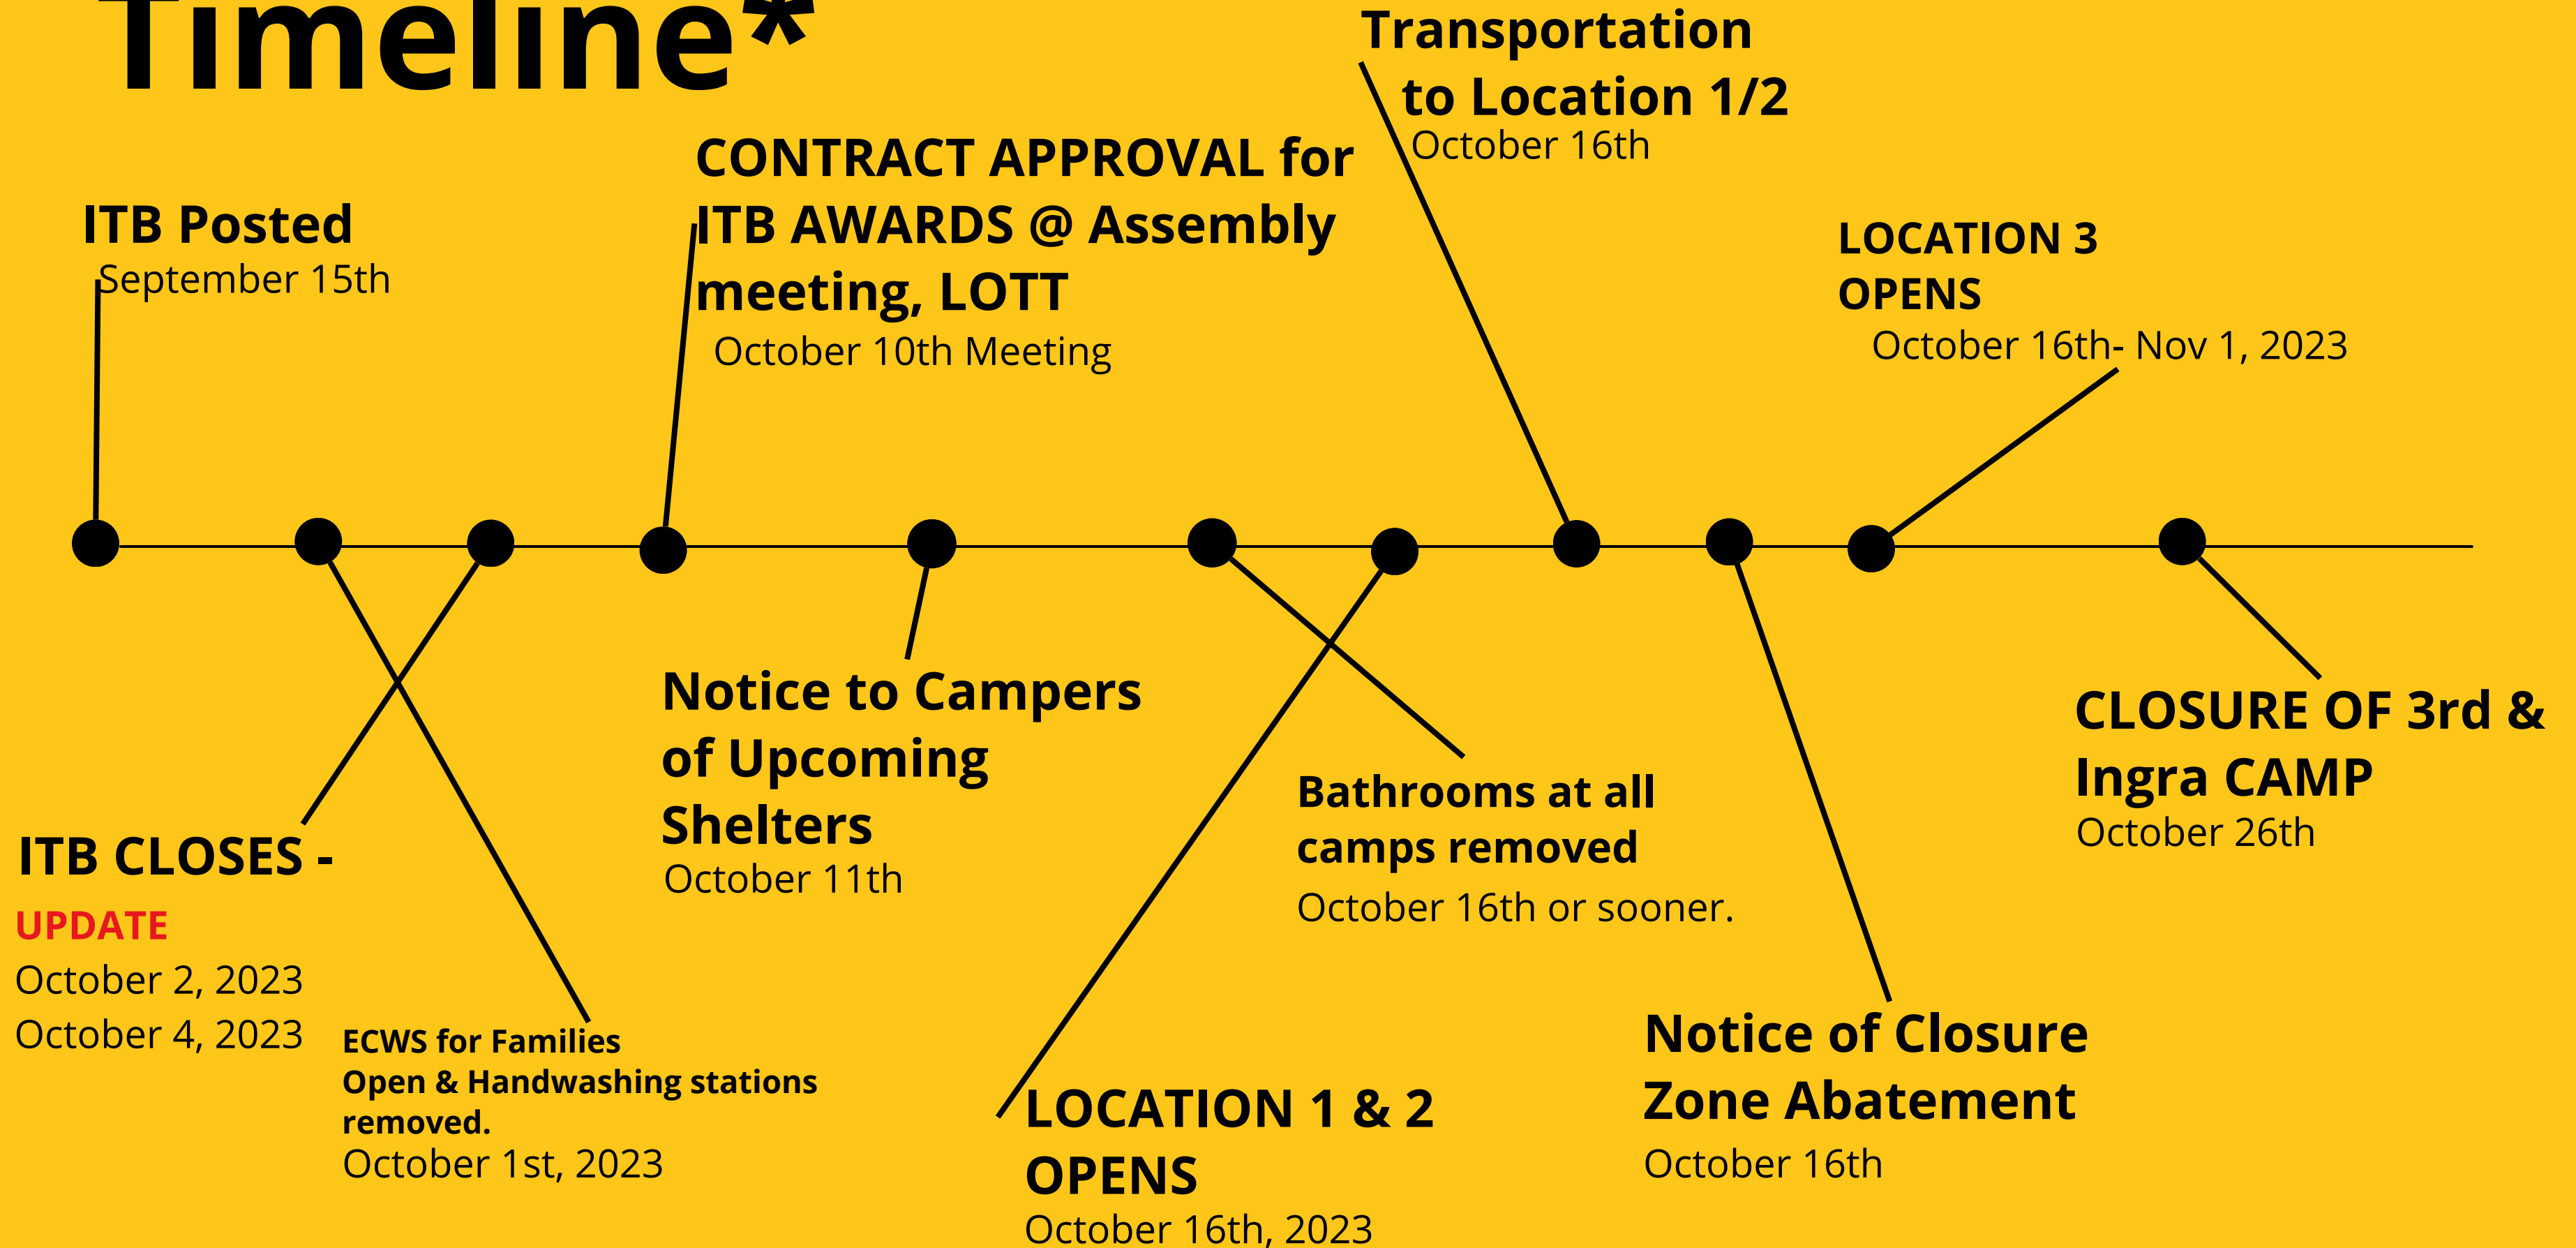 Timeline*
Transportation
to Location 1/2
October 16th
CONTRACT APPROVAL for
ITB AWARDS @ Assembly
meeting, LOTT
October 10th Meeting
ITB Posted
September 15th
LOCATION 3
OPENS
October 16th- Nov 1, 2023
Notice to Campers
of Upcoming
Shelters
October 11th
CLOSURE OF 3rd &
Ingra CAMP
October 26th
Bathrooms at all
camps removed
October 16th or sooner.
ITB CLOSES -
UPDATE
October 2, 2023
October 4, 2023
ECWS for Families
Open & Handwashing stations
removed.
October 1st, 2023
LOCATION 1 & 2
OPENS
October 16th, 2023
Notice of Closure
Zone Abatement
October 16th